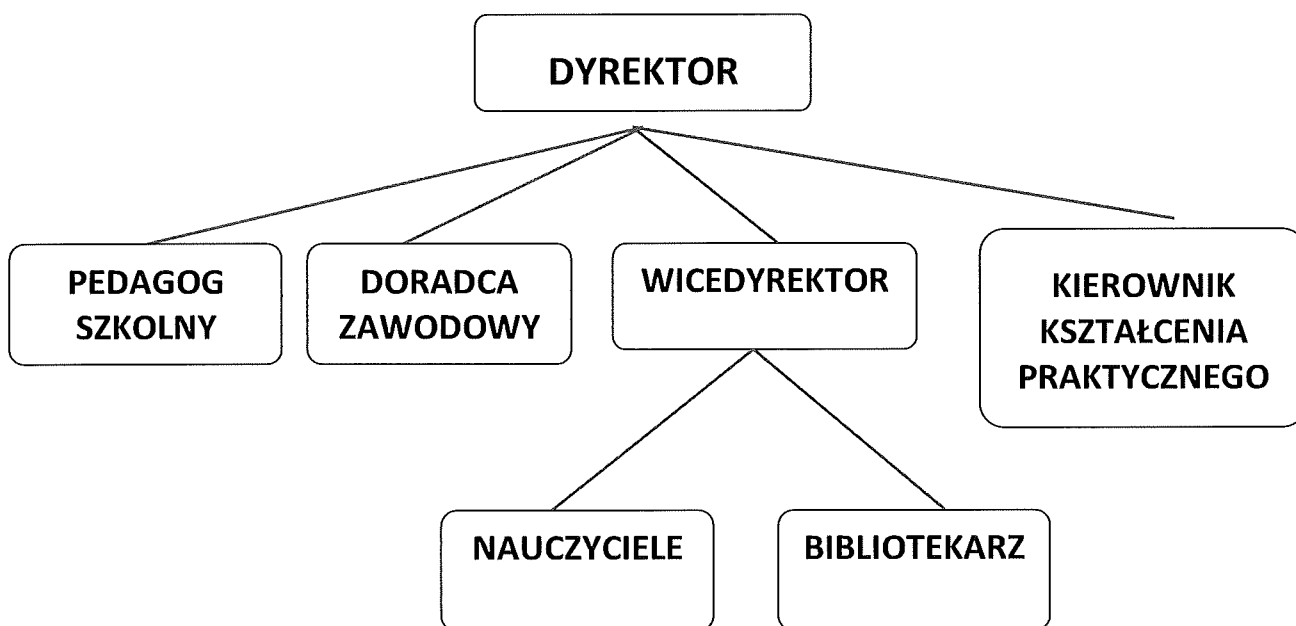 DYREKTOR
PEDAGOG
SZKOLNY
DORADCA
ZAWODOWY
WICEDYREKTOR
KIEROWNIK
KSZTAŁCENIA
PRAKTYCZNEGO
NAUCZYCIELE
BIBLIOTEKARZ